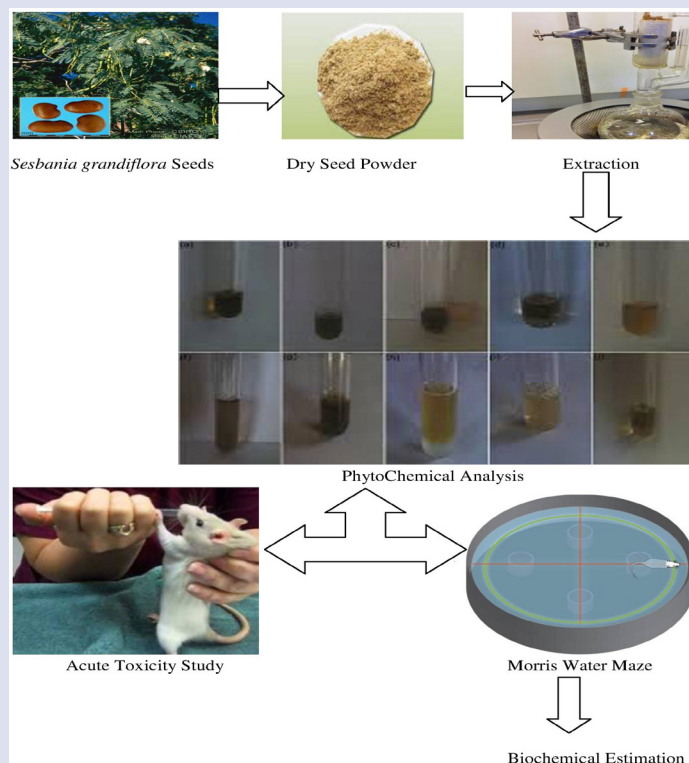 Sesbania grandiflora Seeds
Dry Seed Powder
Extraction
(a)
(b)
(c)
(d)
(e)
(f)
(g)
(h)
(i)
(j)
PhytoChemical Analysis
Acute Toxicity Study
Morris Water Maze
Biochemical Estimation